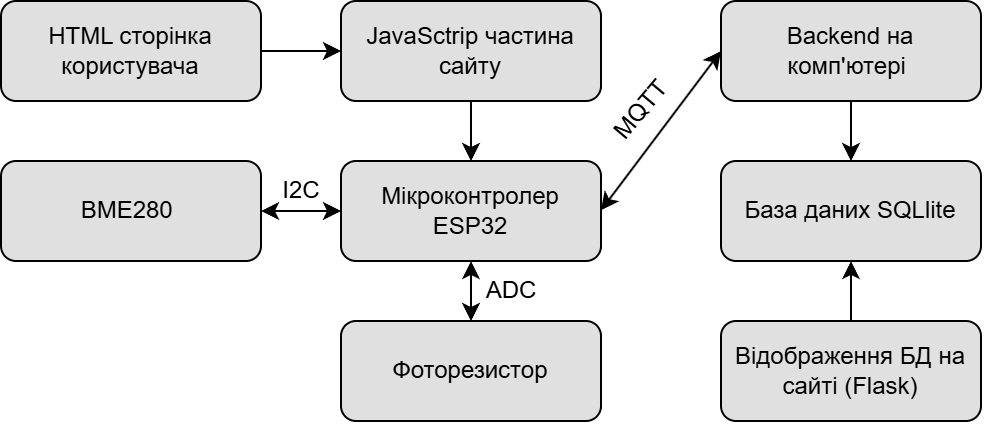 HTML сторінка
користувача
JavaSctrip частина
сайту
Backend на
комп'ютері
MQTT
BME280
I2C
Мікроконтролер
ESP32
База даних SQLlite
ADC
Фоторезистор
Відображення БД на
сайті (Flask)